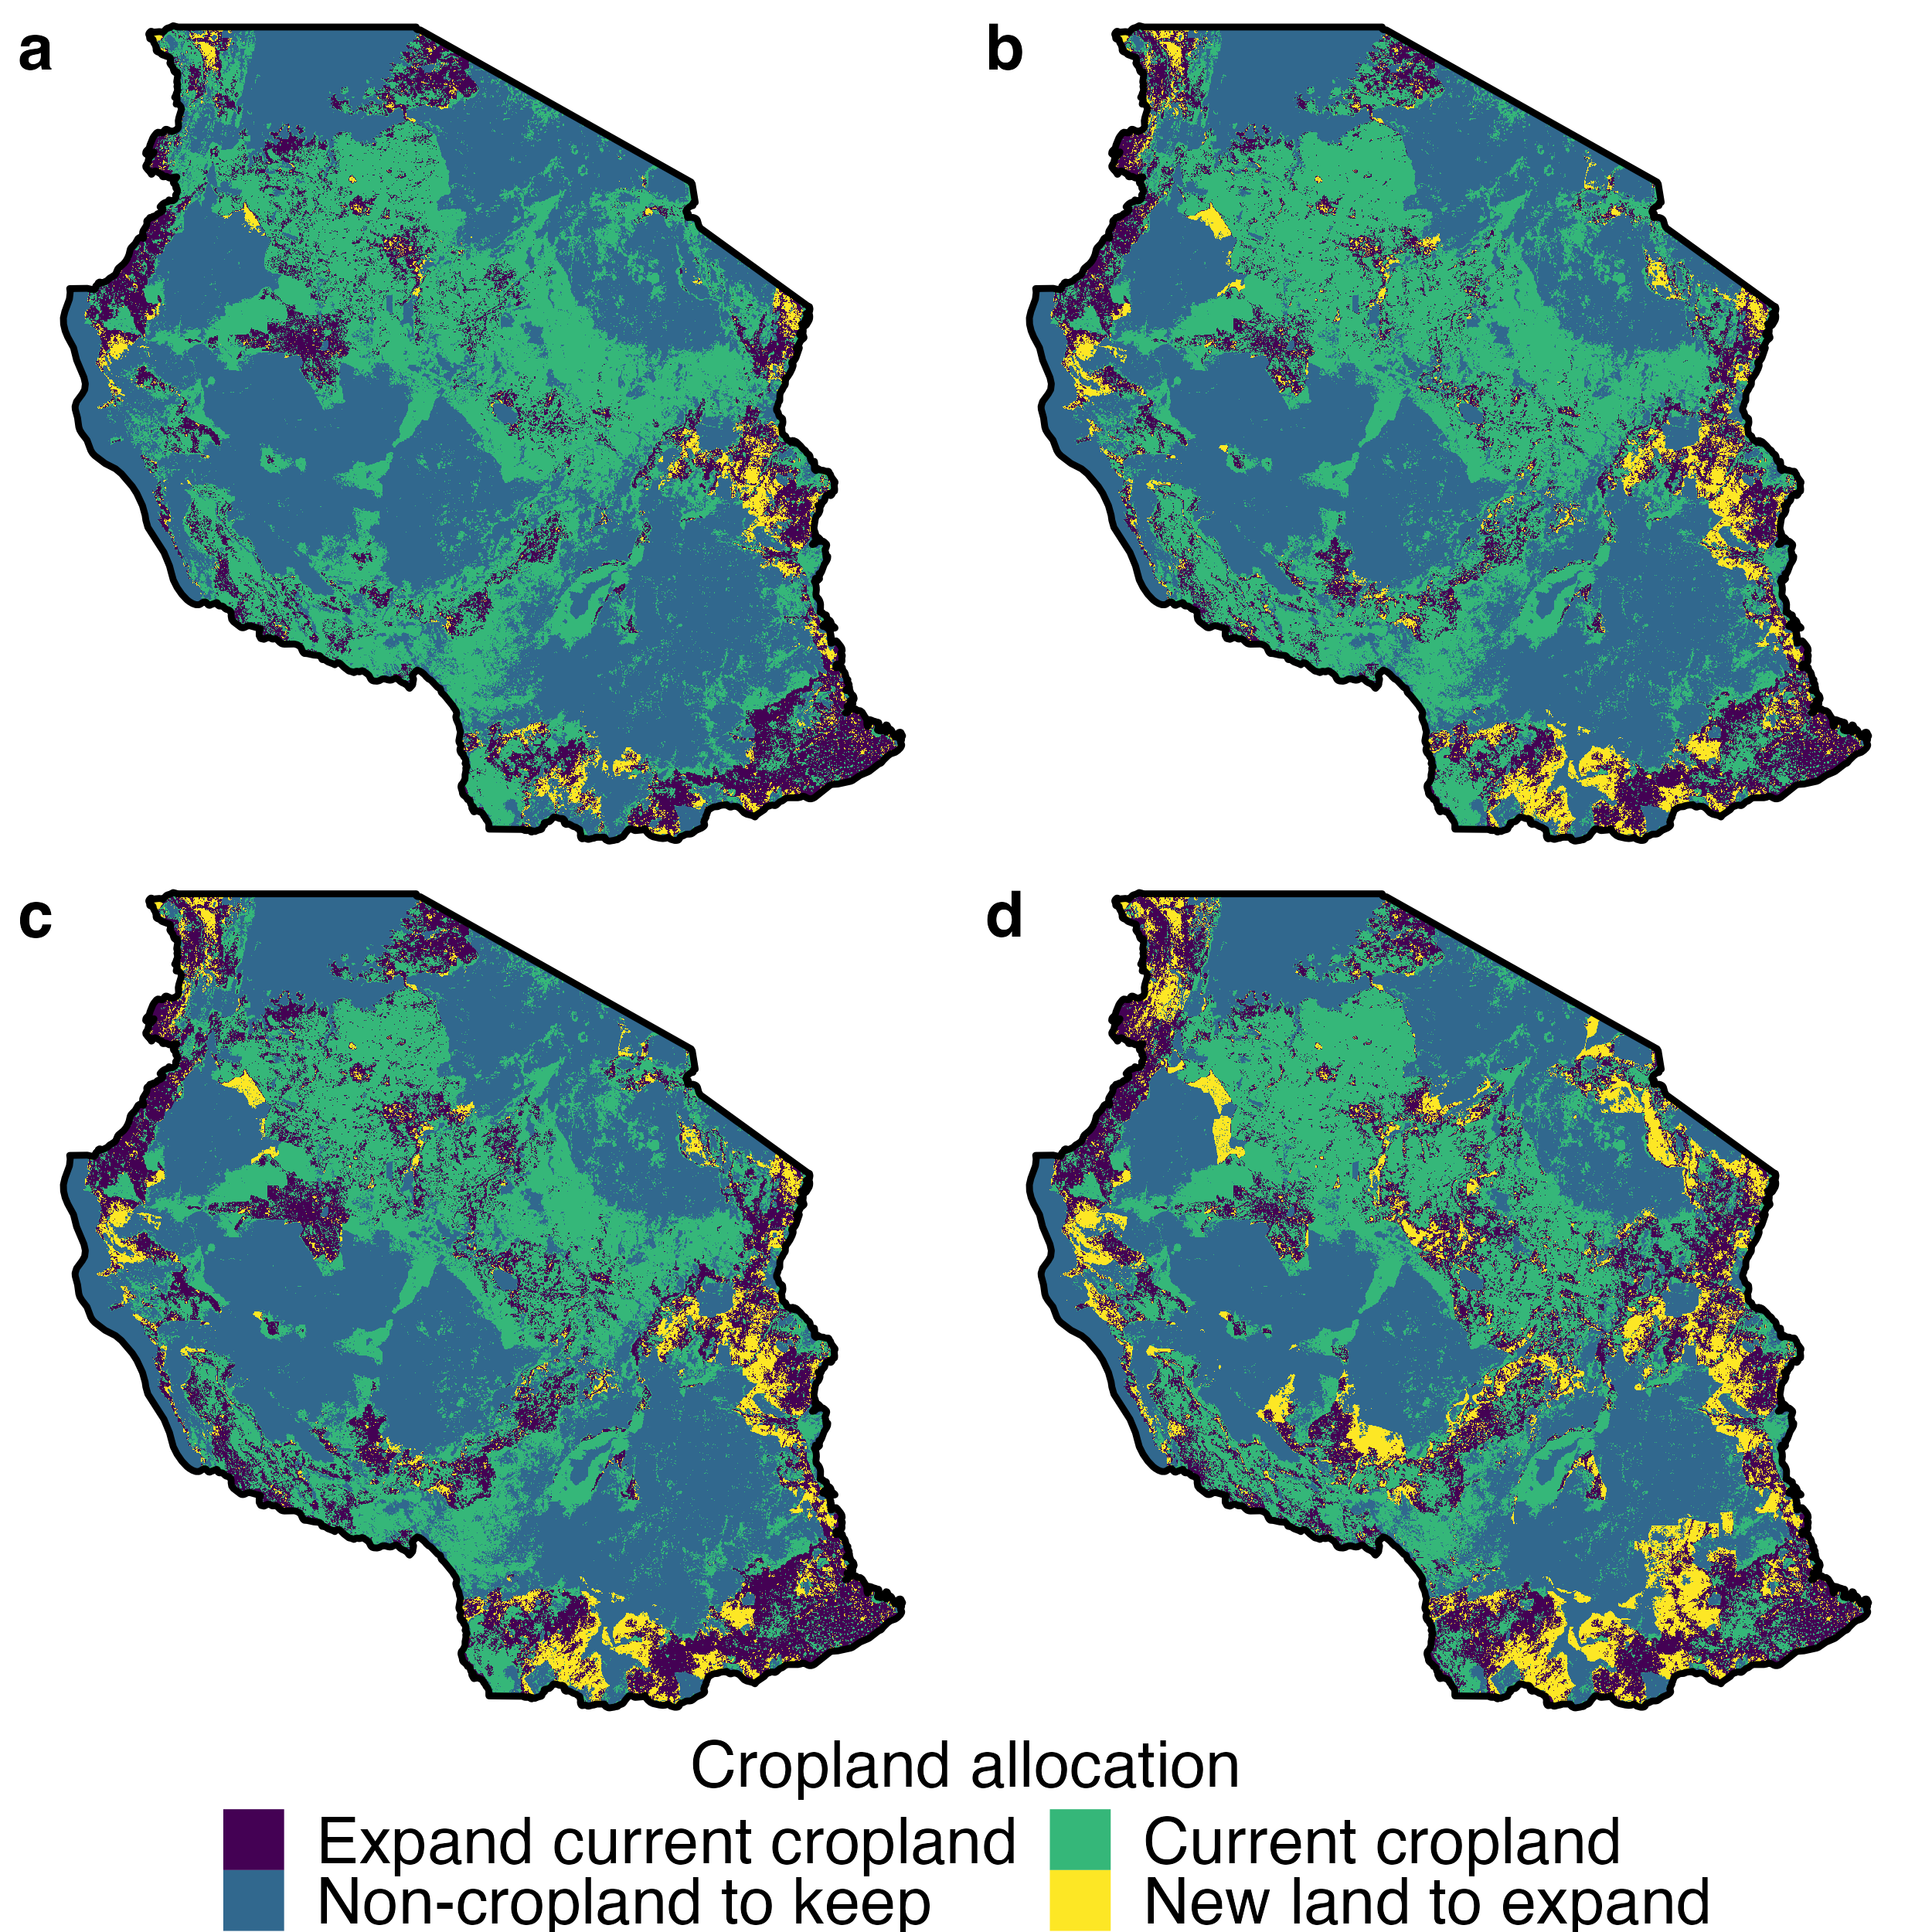 a
b
c
d
Cropland allocation
Expand current cropland
Current cropland
Non-cropland to keep
New land to expand